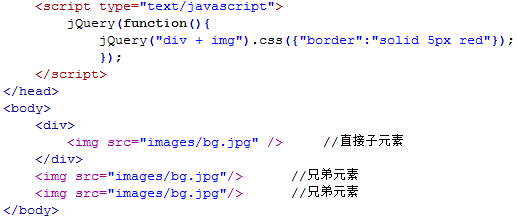 <script type="text/javascript">
jQuery(function(){
jQuery("div + img").css({"border":"solid 5px red"});
});
</script>
</head>
<body>
<div>
<img src="images/bg.jpg" /> //直接子元素
</div>
<img src="images/bg.jpg"/> //兄弟元素
<img src="images/bg.jpg"/> //兄弟元素
</body>